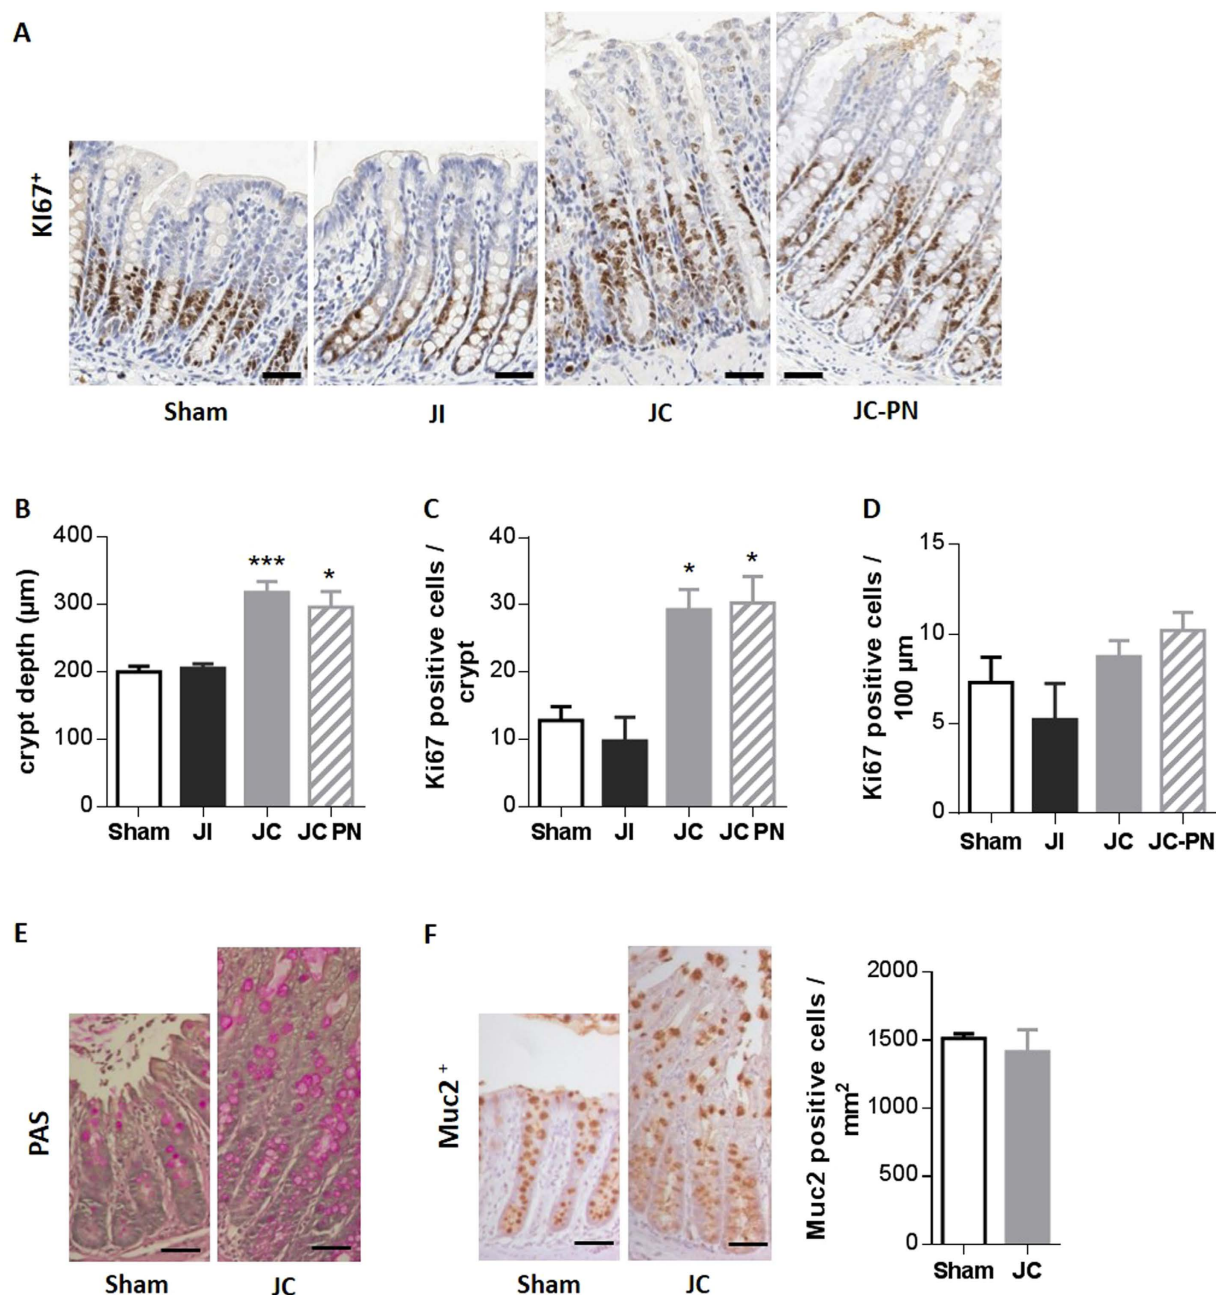 A
KI67+
Sham
JI
JC
JC-PN
B
crypt depth (µm)
400
300
200
100
0
***
*
Sham
JI
JC
JC PN
C
Ki67 positive cells /
crypt
40
30
20
10
0
*
*
Sham
JI
JC
JC PN
D
Ki67 positive cells /
100 µm
15
10
5
0
Sham
JI
JC
JC-PN
E
PAS
Sham
JC
F
Muc2 +
Sham
JC
Muc2 positive cells /
mm2
2000
1500
1000
500
0
Sham
JC